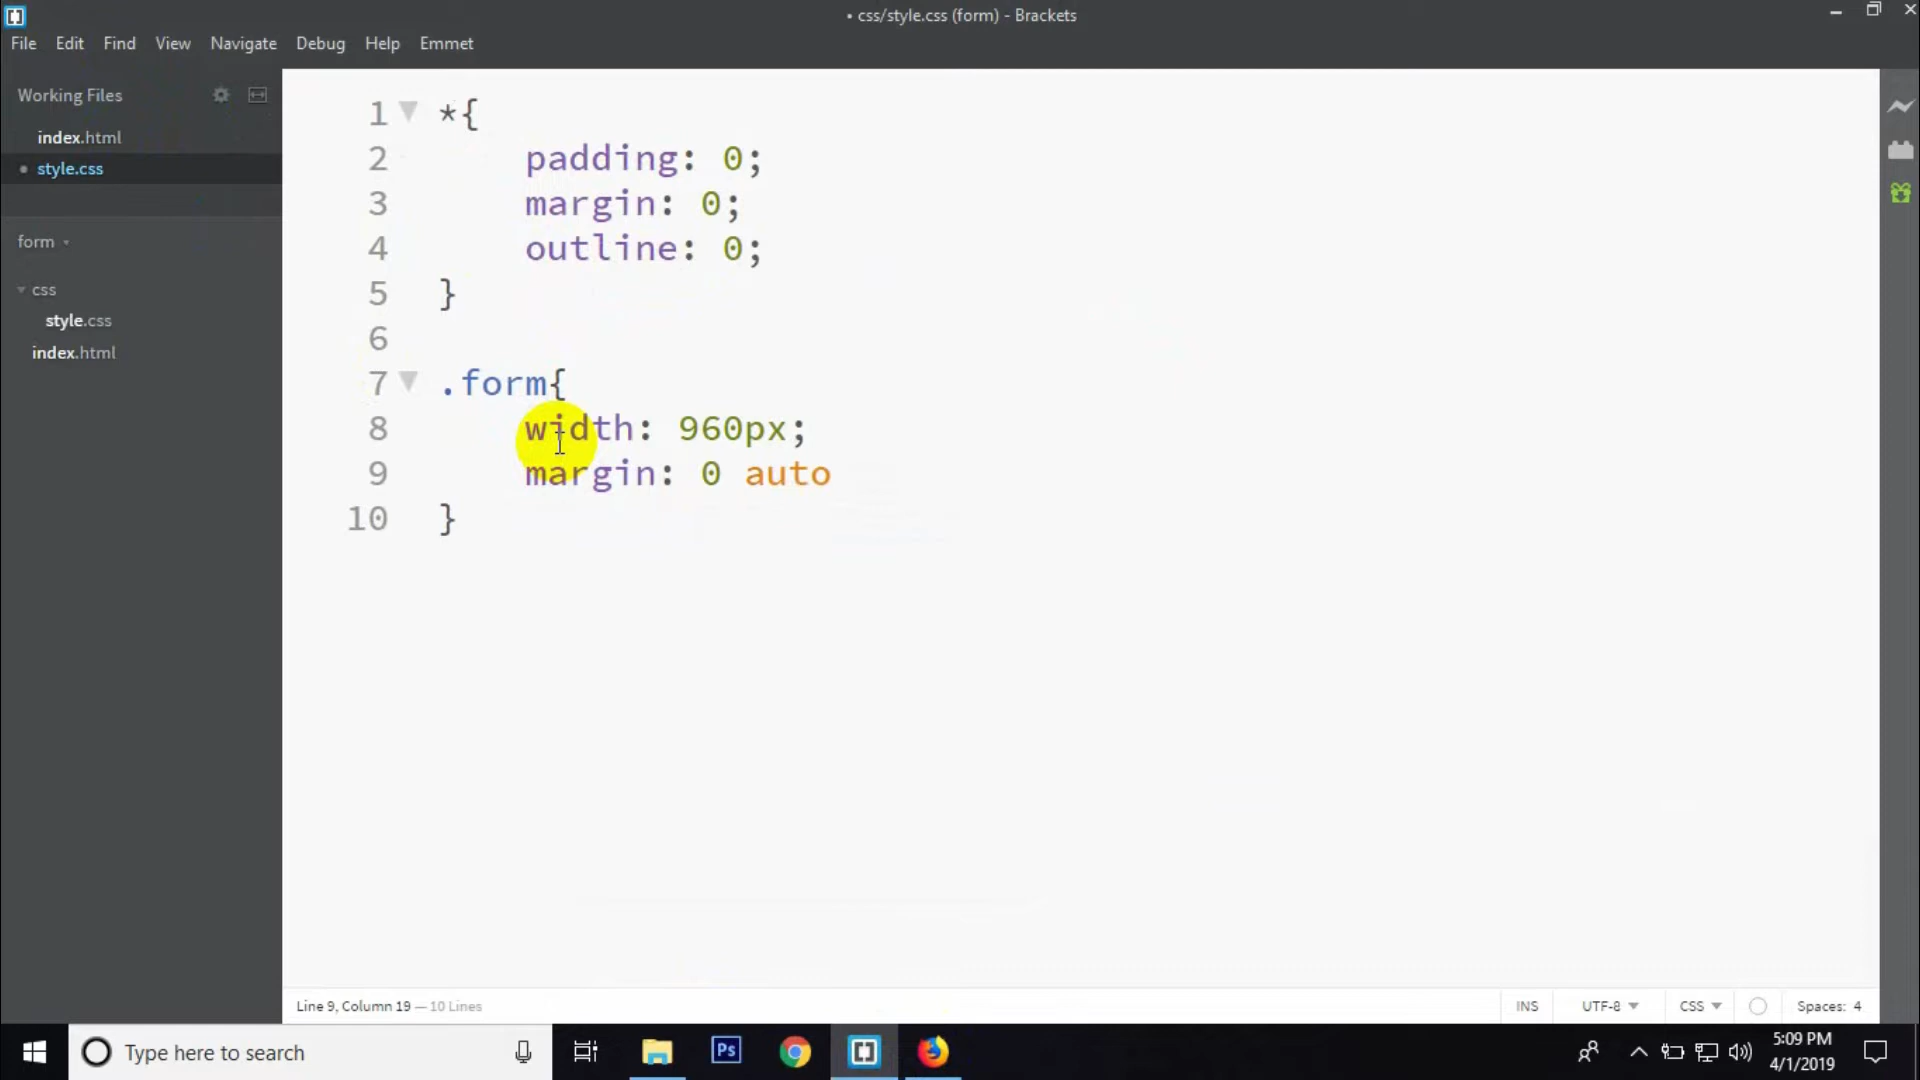 • css/style.css (form) - Brackets
File Edit Find View Navigate Debug Help Emmet
Working Files
index.html
• style.css
form
css
style.css
index.html
1 *{
2 padding: 0;
3 margin: 0;
4 outline: 0;
5 }
6
7 .form{
8 width: 960px;
9 margin: 0 auto
10 }
Line 9, Column 19 — 10 Lines
INS UTF-8 CSS Spaces: 4
Type here to search
Ps
5:09 PM
4/1/2019